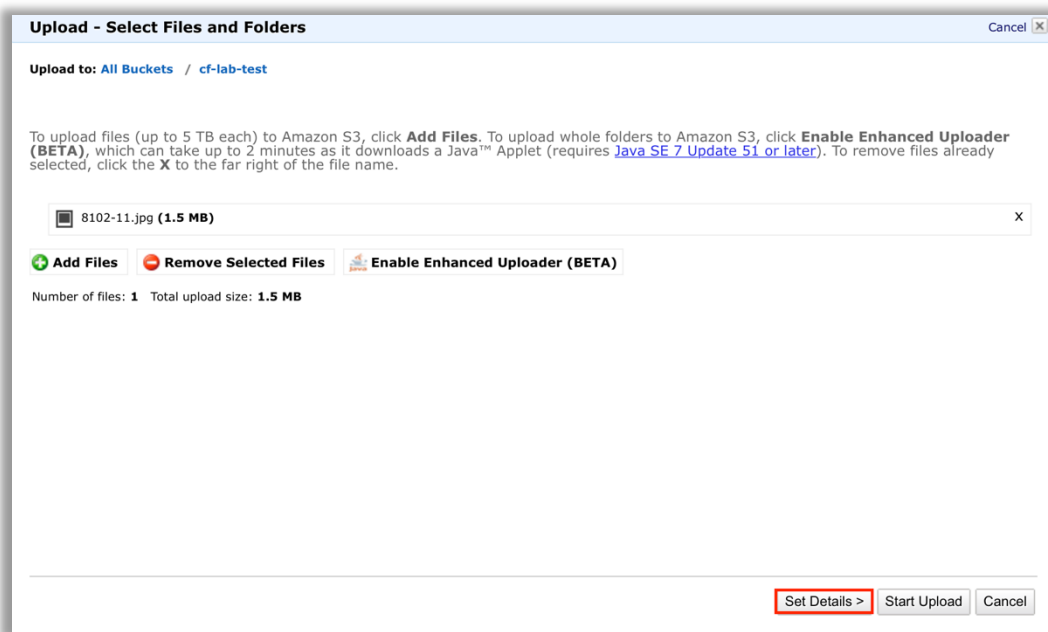 Upload - Select Files and Folders
Cancel
Upload to: All Buckets / cf-lab-test
To upload files (up to 5 TB each) to Amazon S3, click Add Files. To upload whole folders to Amazon S3, click Enable Enhanced Uploader
(BETA), which can take up to 2 minutes as it downloads a Java™ Applet (requires Java SE 7 Update 51 or later). To remove files already
selected, click the X to the far right of the file name.
8102-11.jpg (1.5 MB) X
Add Files Remove Selected Files Enable Enhanced Uploader (BETA)
Number of files: 1 Total upload size: 1.5 MB
Set Details > Start Upload Cancel